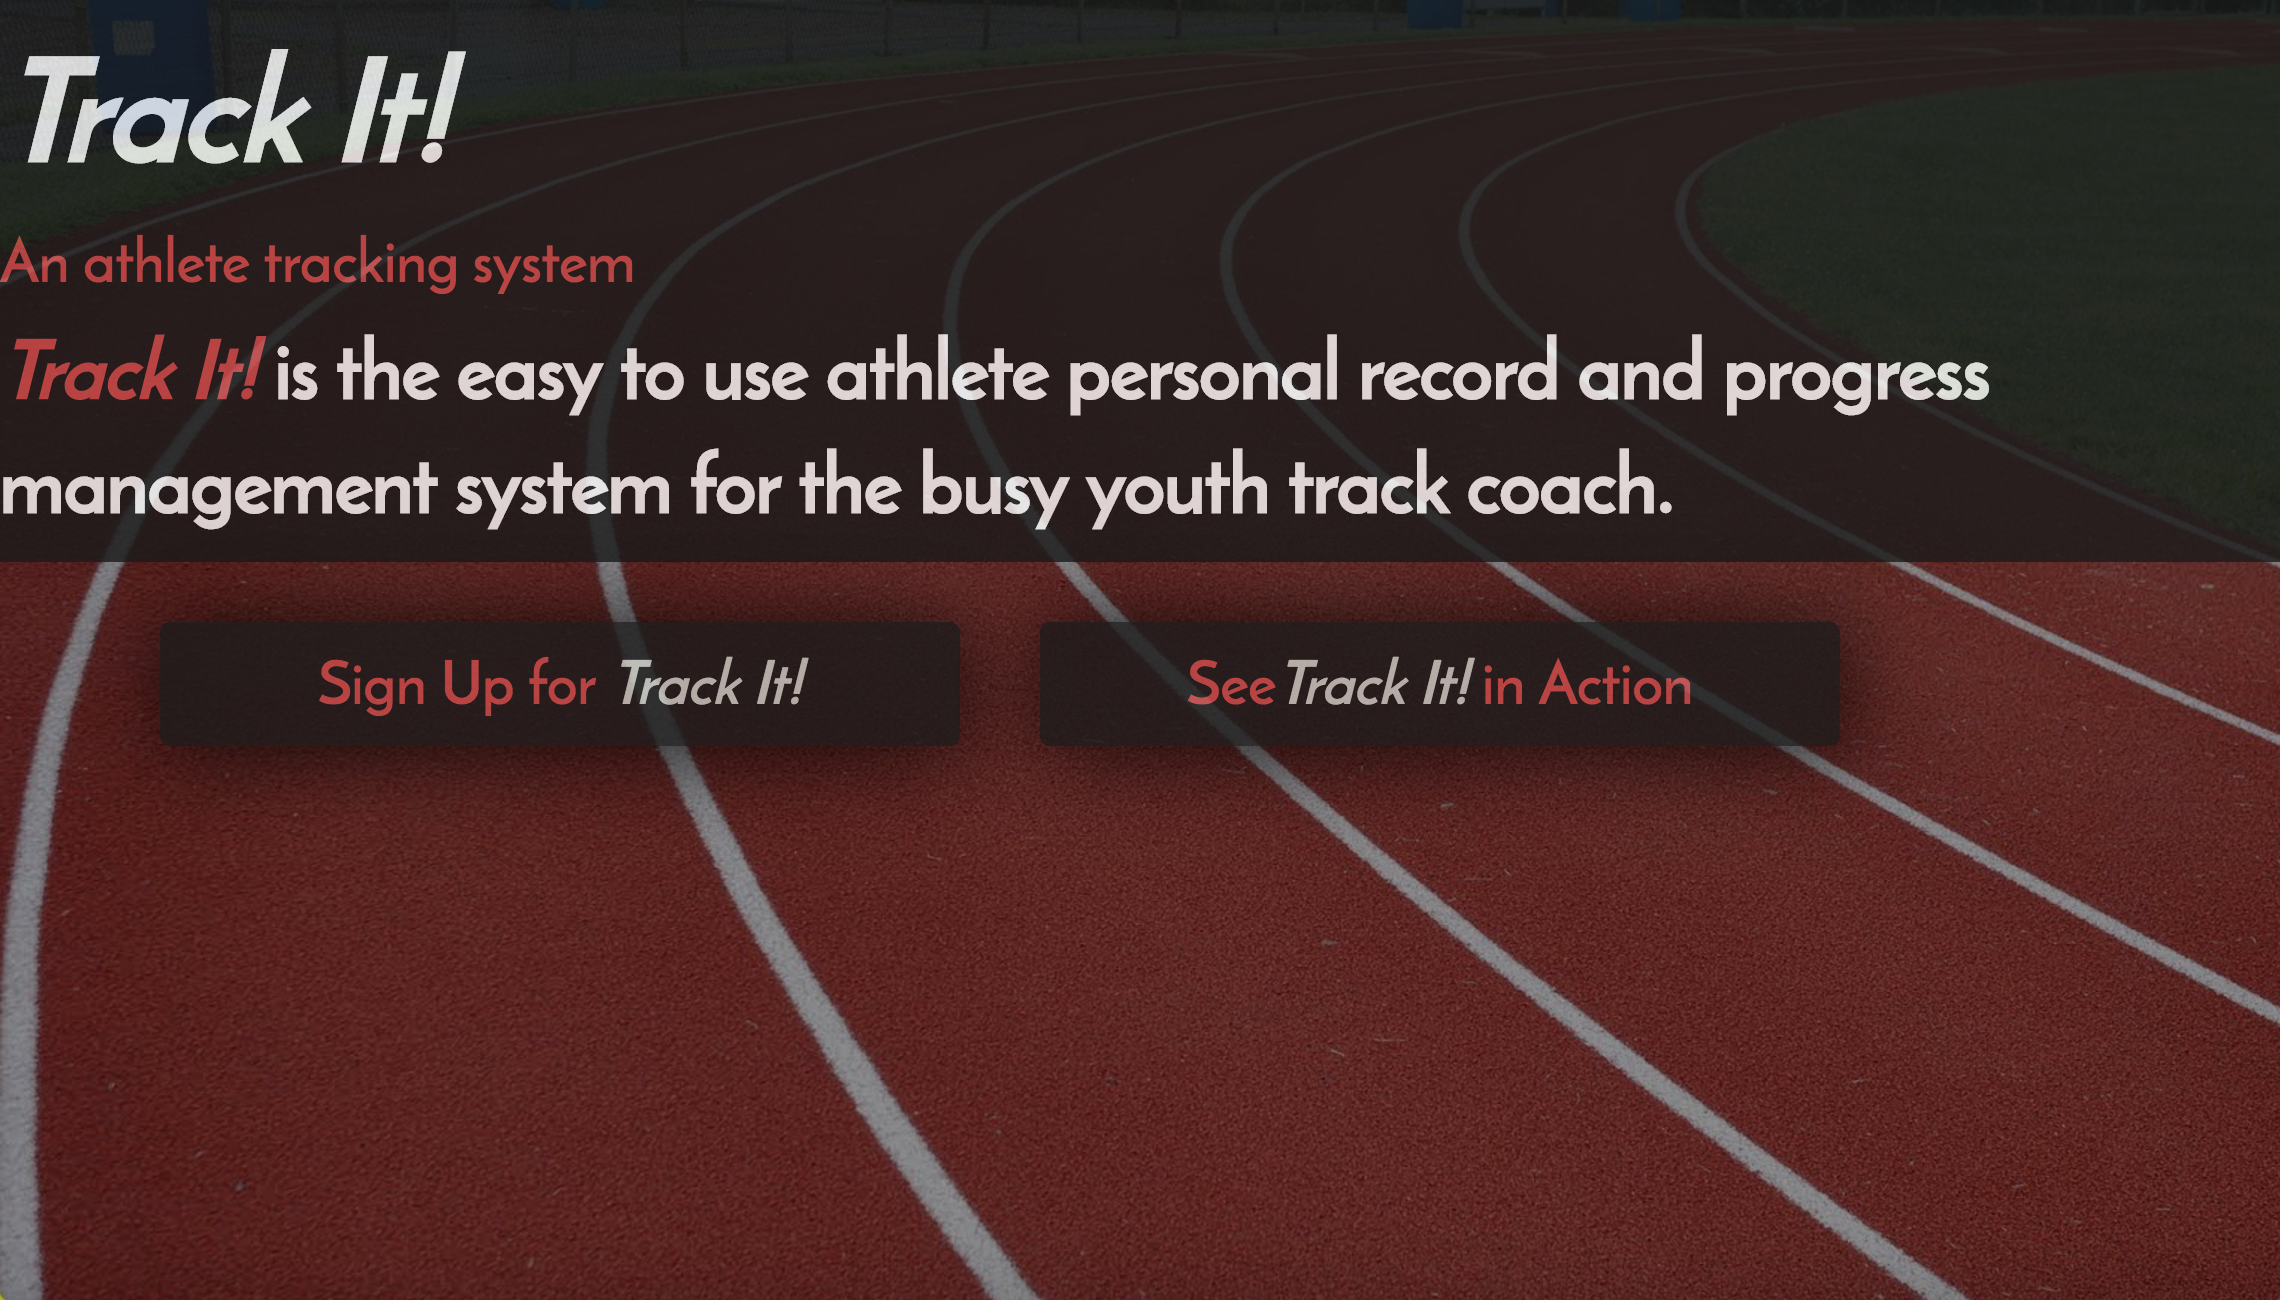 Track It!
An athlete tracking system
Track It! is the easy to use athlete personal record and progress
management system for the busy youth track coach.
Sign Up for Track It!
See Track It! in Action